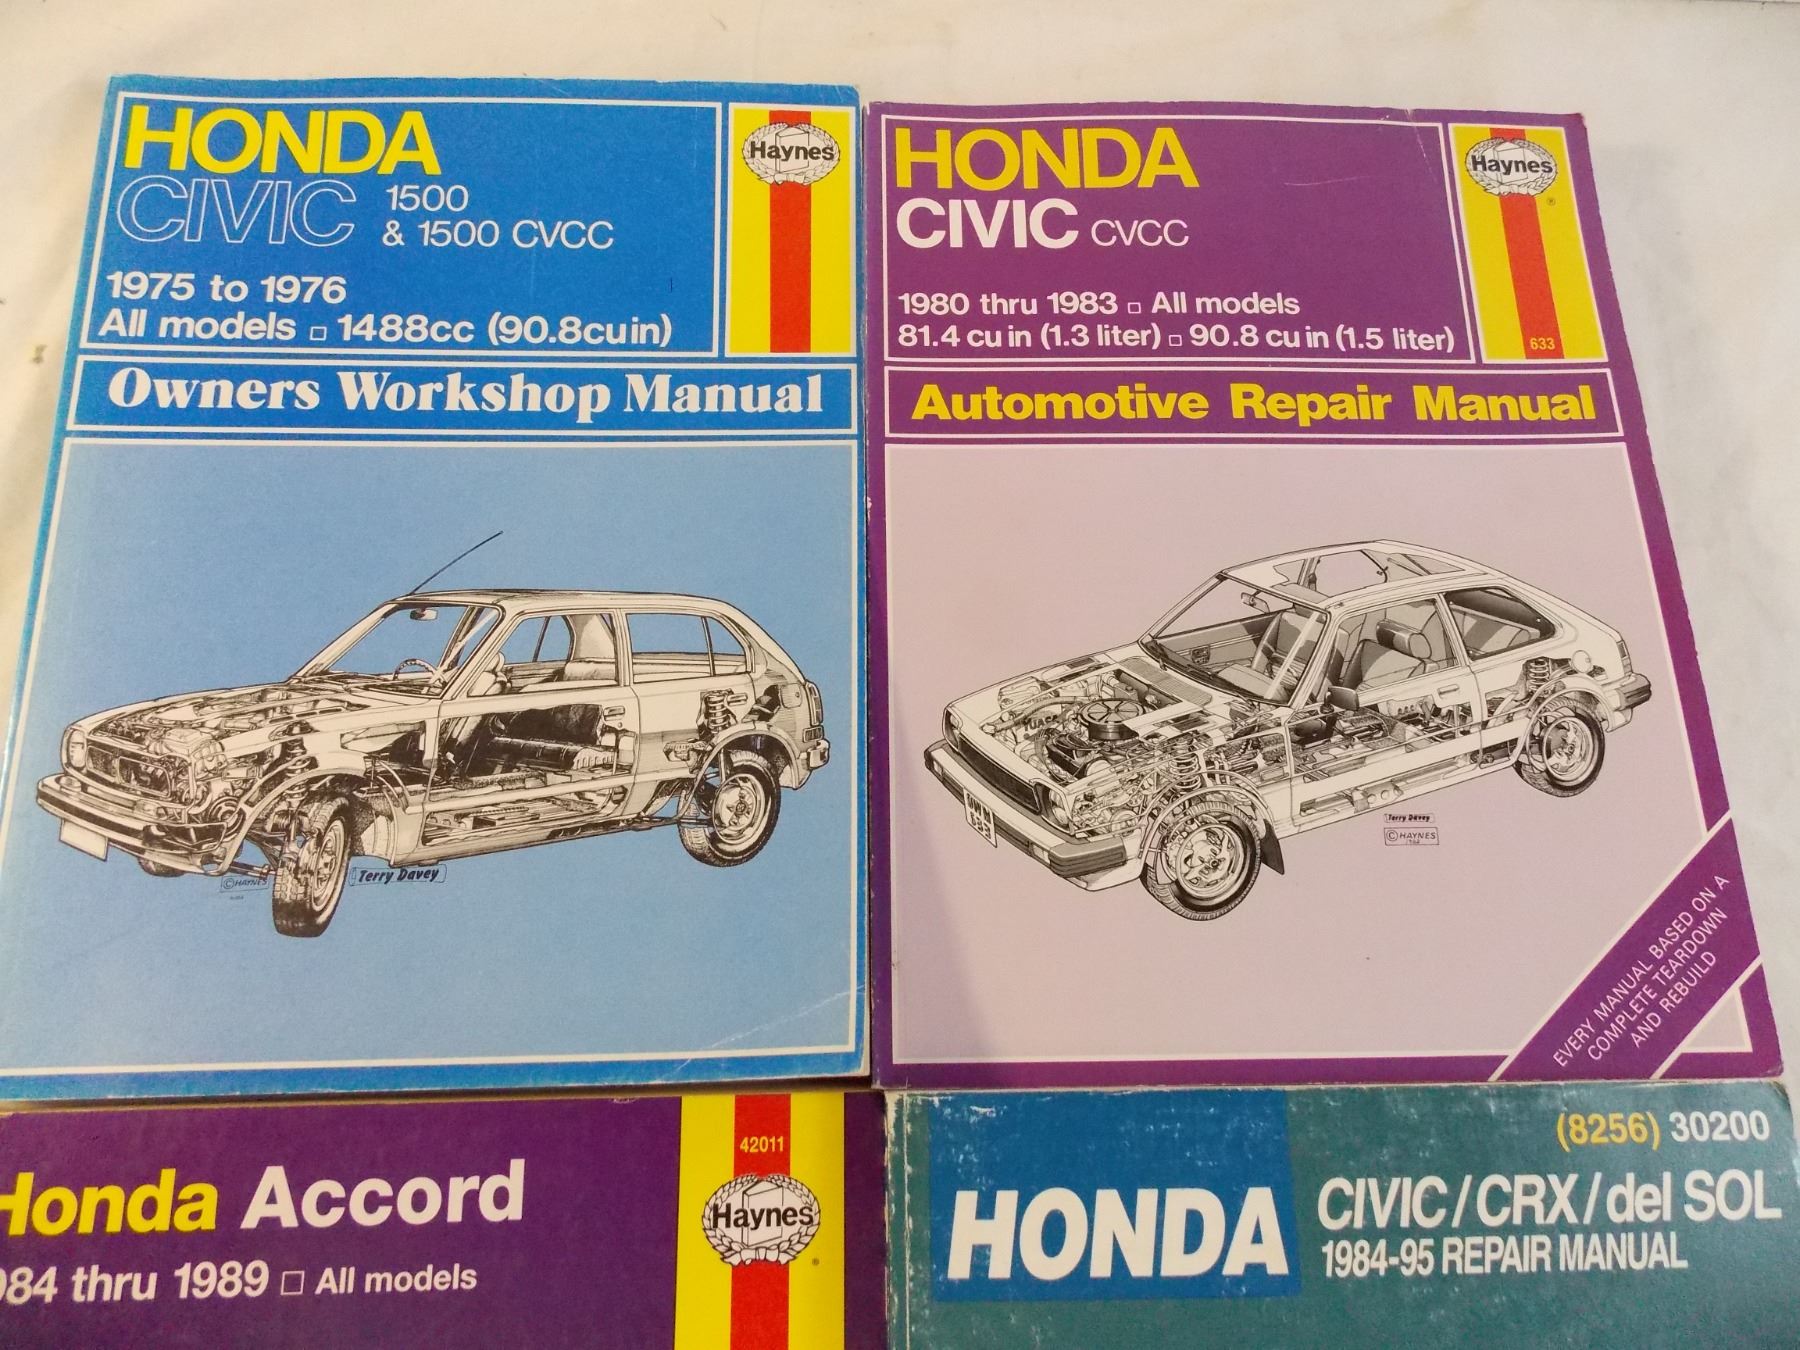 HONDA
CIVIC 1500
& 1500 CVCC
1975 to 1976
All models □ 1488cc (90.8cuin)
Haynes
Owners Workshop Manual
© HAYNES
Terry Davey
HONDA
CIVIC CVCC
1980 thru 1983 □ All models
81.4 cu in (1.3 liter) □ 90.8 cu in (1.5 liter)
Haynes
®
633
Automotive Repair Manual
Terry Davey
© HAYNES
EVERY MANUAL BASED ON A
COMPLETE TEARDOWN
AND REBUILD
Honda Accord
984 thru 1989 □ All models
42011
Haynes
®
(8256) 30200
HONDA
CIVIC/CRX/del SOL
1984-95 REPAIR MANUAL